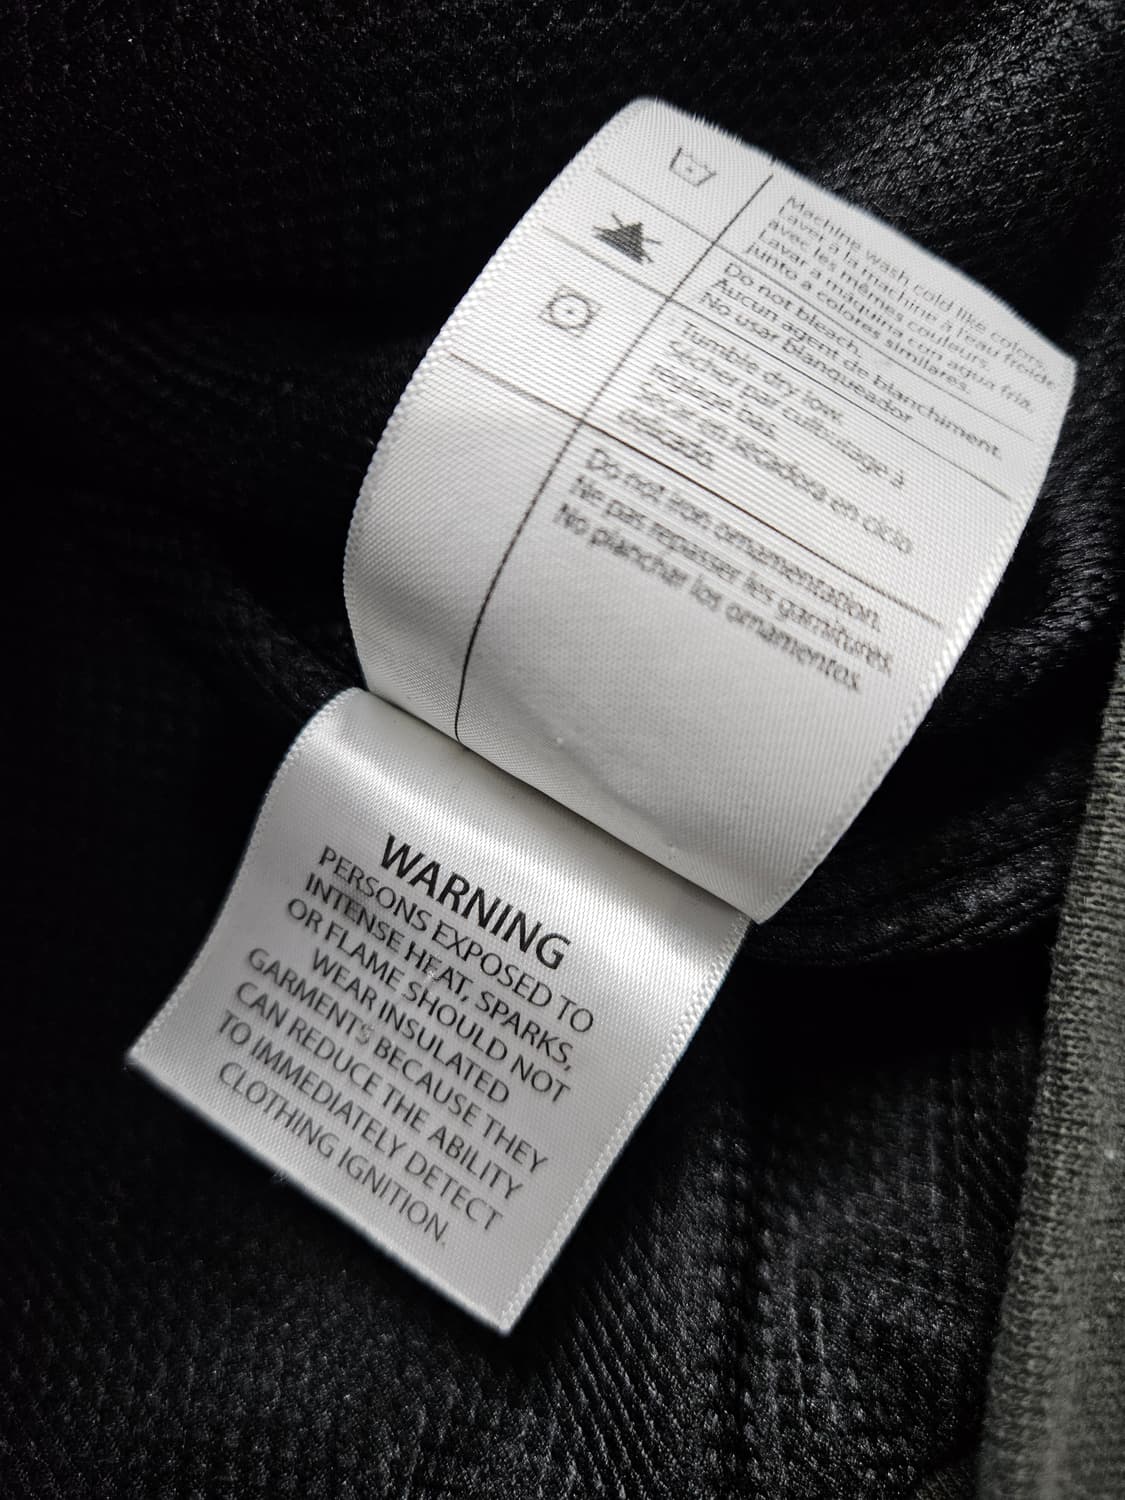 Machine wash cold like colors.
Laver à la machine à l'eau froide
avec les mêmes couleurs.
Lavar a máquina con agua fria,
junto a colores similares.
Do not bleach.
Aucun agent de blanchiment.
No usar blanqueador
Tumble dry low.
Sécher par culbutage à
réglage bas.
Secar en secadora en ciclo
delicado.
Do not iron ornamentation.
Ne pas repasser les garnitures.
No planchar los ornamentos.
WARNING
PERSONS EXPOSED TO
INTENSE HEAT, SPARKS,
OR FLAME SHOULD NOT
WEAR INSULATED
GARMENTS BECAUSE THEY
CAN REDUCE THE ABILITY
TO IMMEDIATELY DETECT
CLOTHING IGNITION.